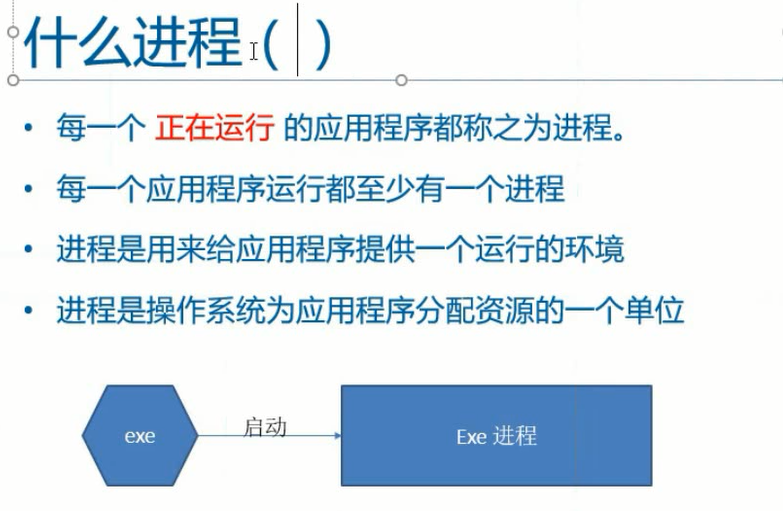 什么进程（ ）
• 每一个 正在运行 的应用程序都称之为进程。
• 每一个应用程序运行都至少有一个进程
• 进程是用来给应用程序提供一个运行的环境
• 进程是操作系统为应用程序分配资源的一个单位
exe 启动 Exe 进程